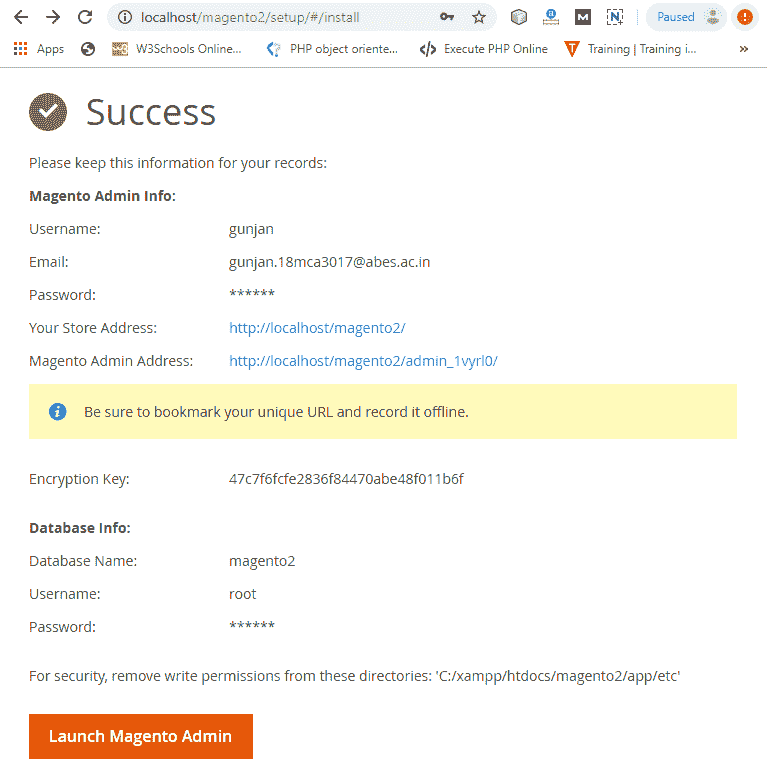 localhost/magento2/setup/#/install
Paused
Apps
W3Schools Online...
PHP object oriente...
Execute PHP Online
Training | Training i...
»
Success
Please keep this information for your records:
Magento Admin Info:
Username: gunjan
Email: gunjan.18mca3017@abes.ac.in
Password: ******
Your Store Address: http://localhost/magento2/
Magento Admin Address: http://localhost/magento2/admin_1vyrl0/
Be sure to bookmark your unique URL and record it offline.
Encryption Key: 47c7f6fcfe2836f84470abe48f011b6f
Database Info:
Database Name: magento2
Username: root
Password: ******
For security, remove write permissions from these directories: 'C:/xampp/htdocs/magento2/app/etc'
Launch Magento Admin